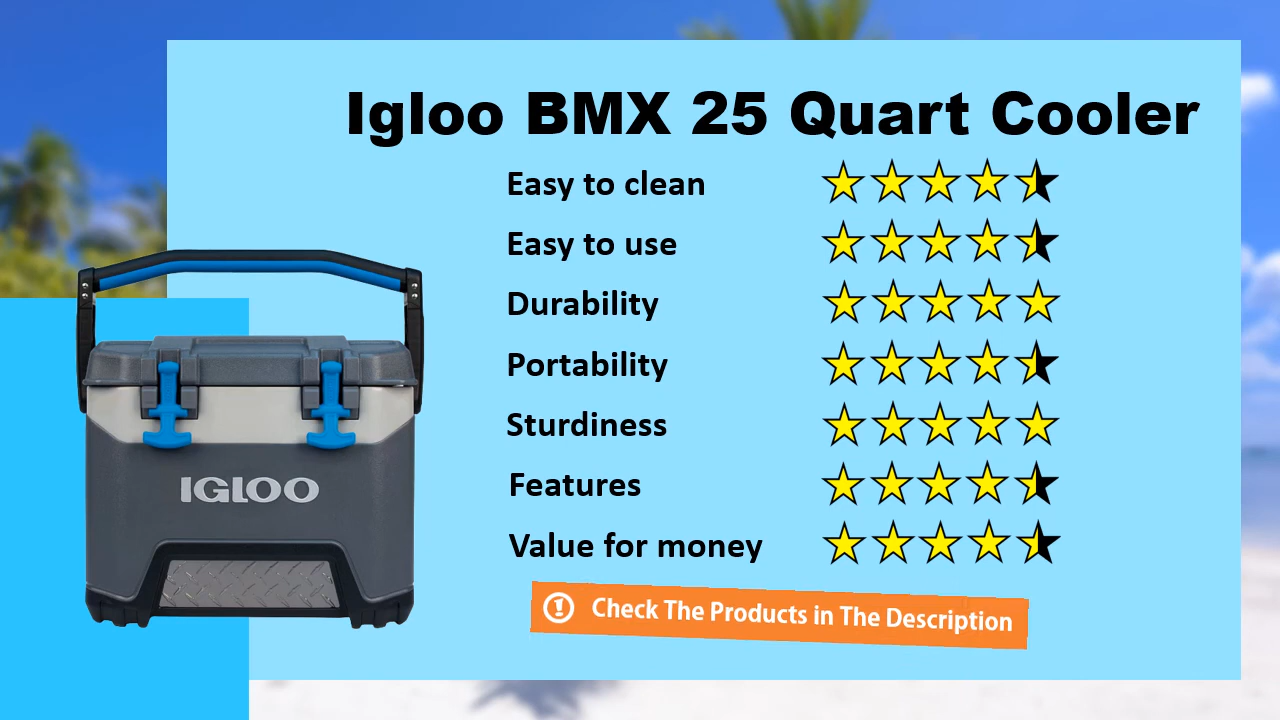 Igloo BMX 25 Quart Cooler
Easy to clean
Easy to use
Durability
Portability
Sturdiness
Features
Value for money
IGLOO
Check The Products in The Description